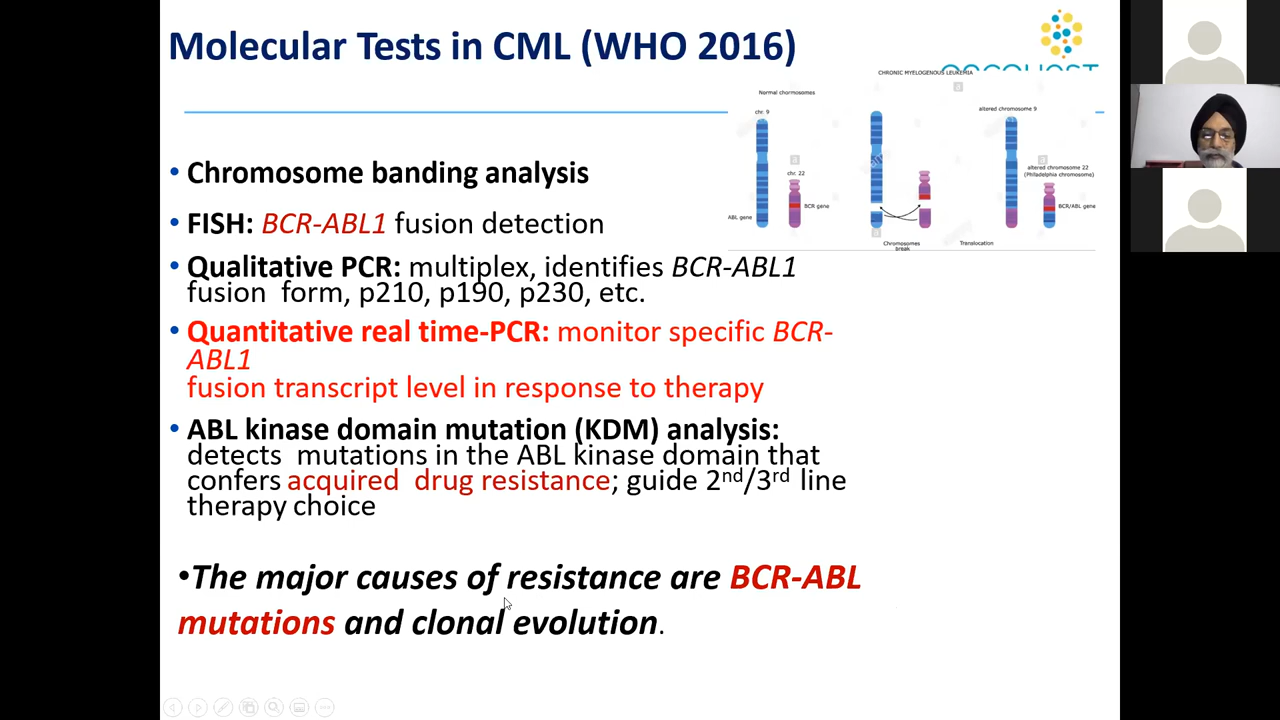 Molecular Tests in CML (WHO 2016)
CHRONIC MYELOGENOUS LEUKEMIA
Normal chormosomes
chr. 9
chr. 22
ABL gene
BCR gene
Chromosomes
break
Translocation
altered chromosome 9
altered chromosome 22
(Philadelphia chromosome)
BCR/ABL gene
• Chromosome banding analysis
• FISH: BCR-ABL1 fusion detection
• Qualitative PCR: multiplex, identifies BCR-ABL1
fusion form, p210, p190, p230, etc.
• Quantitative real time-PCR: monitor specific BCR-
ABL1
fusion transcript level in response to therapy
• ABL kinase domain mutation (KDM) analysis:
detects mutations in the ABL kinase domain that
confers acquired drug resistance; guide 2nd/3rd line
therapy choice
•The major causes of resistance are BCR-ABL
mutations and clonal evolution.